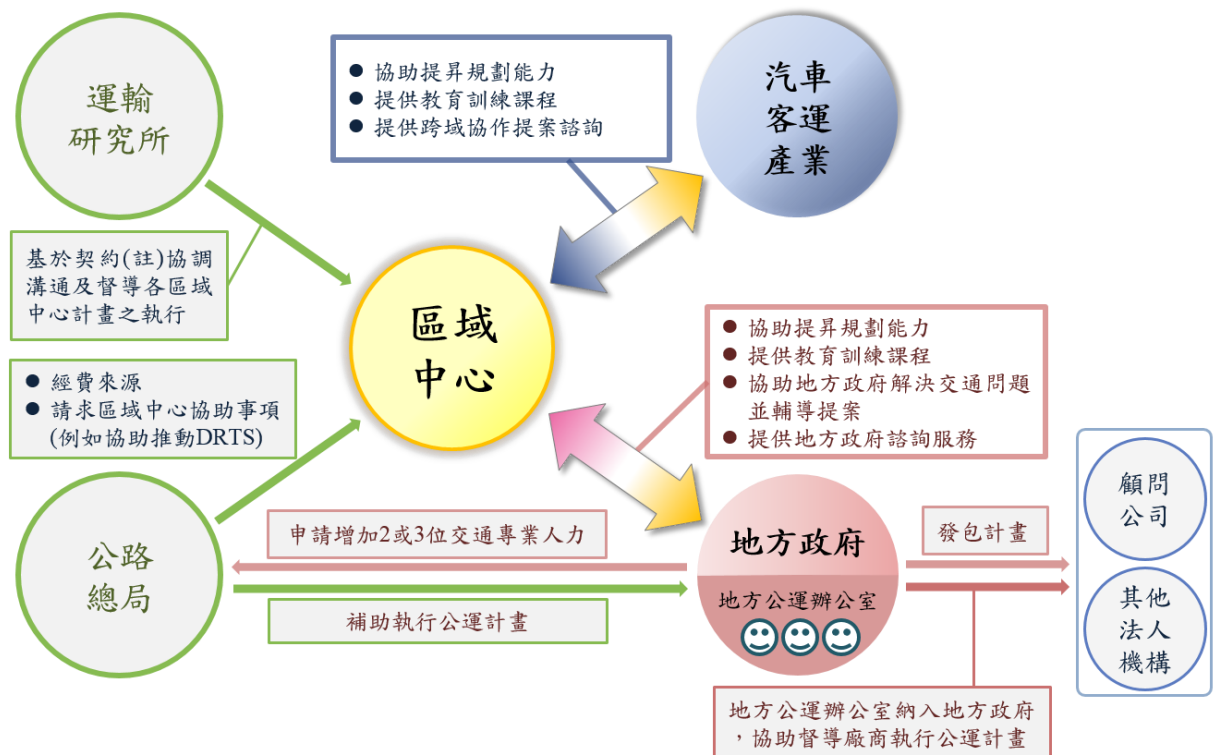 運輸
研究所
● 協助提昇規劃能力
● 提供教育訓練課程
● 提供跨域協作提案諮詢
汽車
客運
產業
基於契約(註)協調
溝通及督導各區域
中心計畫之執行
區域
中心
● 經費來源
● 請求區域中心協助事項
(例如協助推動DRTS)
● 協助提昇規劃能力
● 提供教育訓練課程
● 協助地方政府解決交通問題
並輔導提案
● 提供地方政府諮詢服務
公路
總局
申請增加2或3位交通專業人力
補助執行公運計畫
地方政府
地方公運辦公室
發包計畫
顧問
公司
其他
法人
機構
地方公運辦公室納入地方政府
，協助督導廠商執行公運計畫